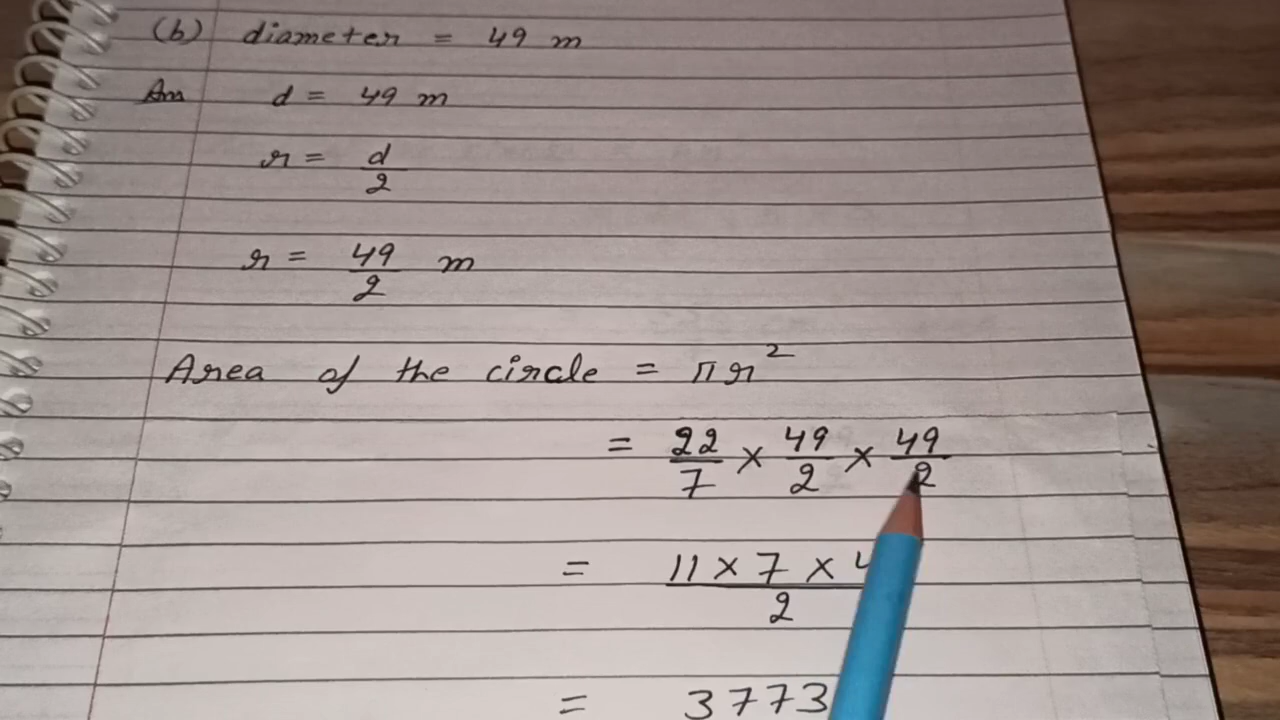 (b) diameter = 49 m
Ans d = 49 m
r = d/2
r = 49/2 m
Area of the circle = πr²
= 22/7 × 49/2 × 49/2
= 11 × 7 × 4 / 2
= 3773